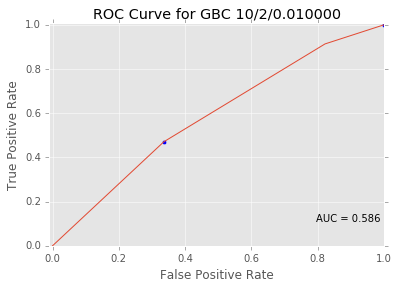 ROC Curve for GBC 10/2/0.010000
True Positive Rate
1.0
0.8
0.6
0.4
0.2
0.0
AUC = 0.586
0.0 0.2 0.4 0.6 0.8 1.0
False Positive Rate